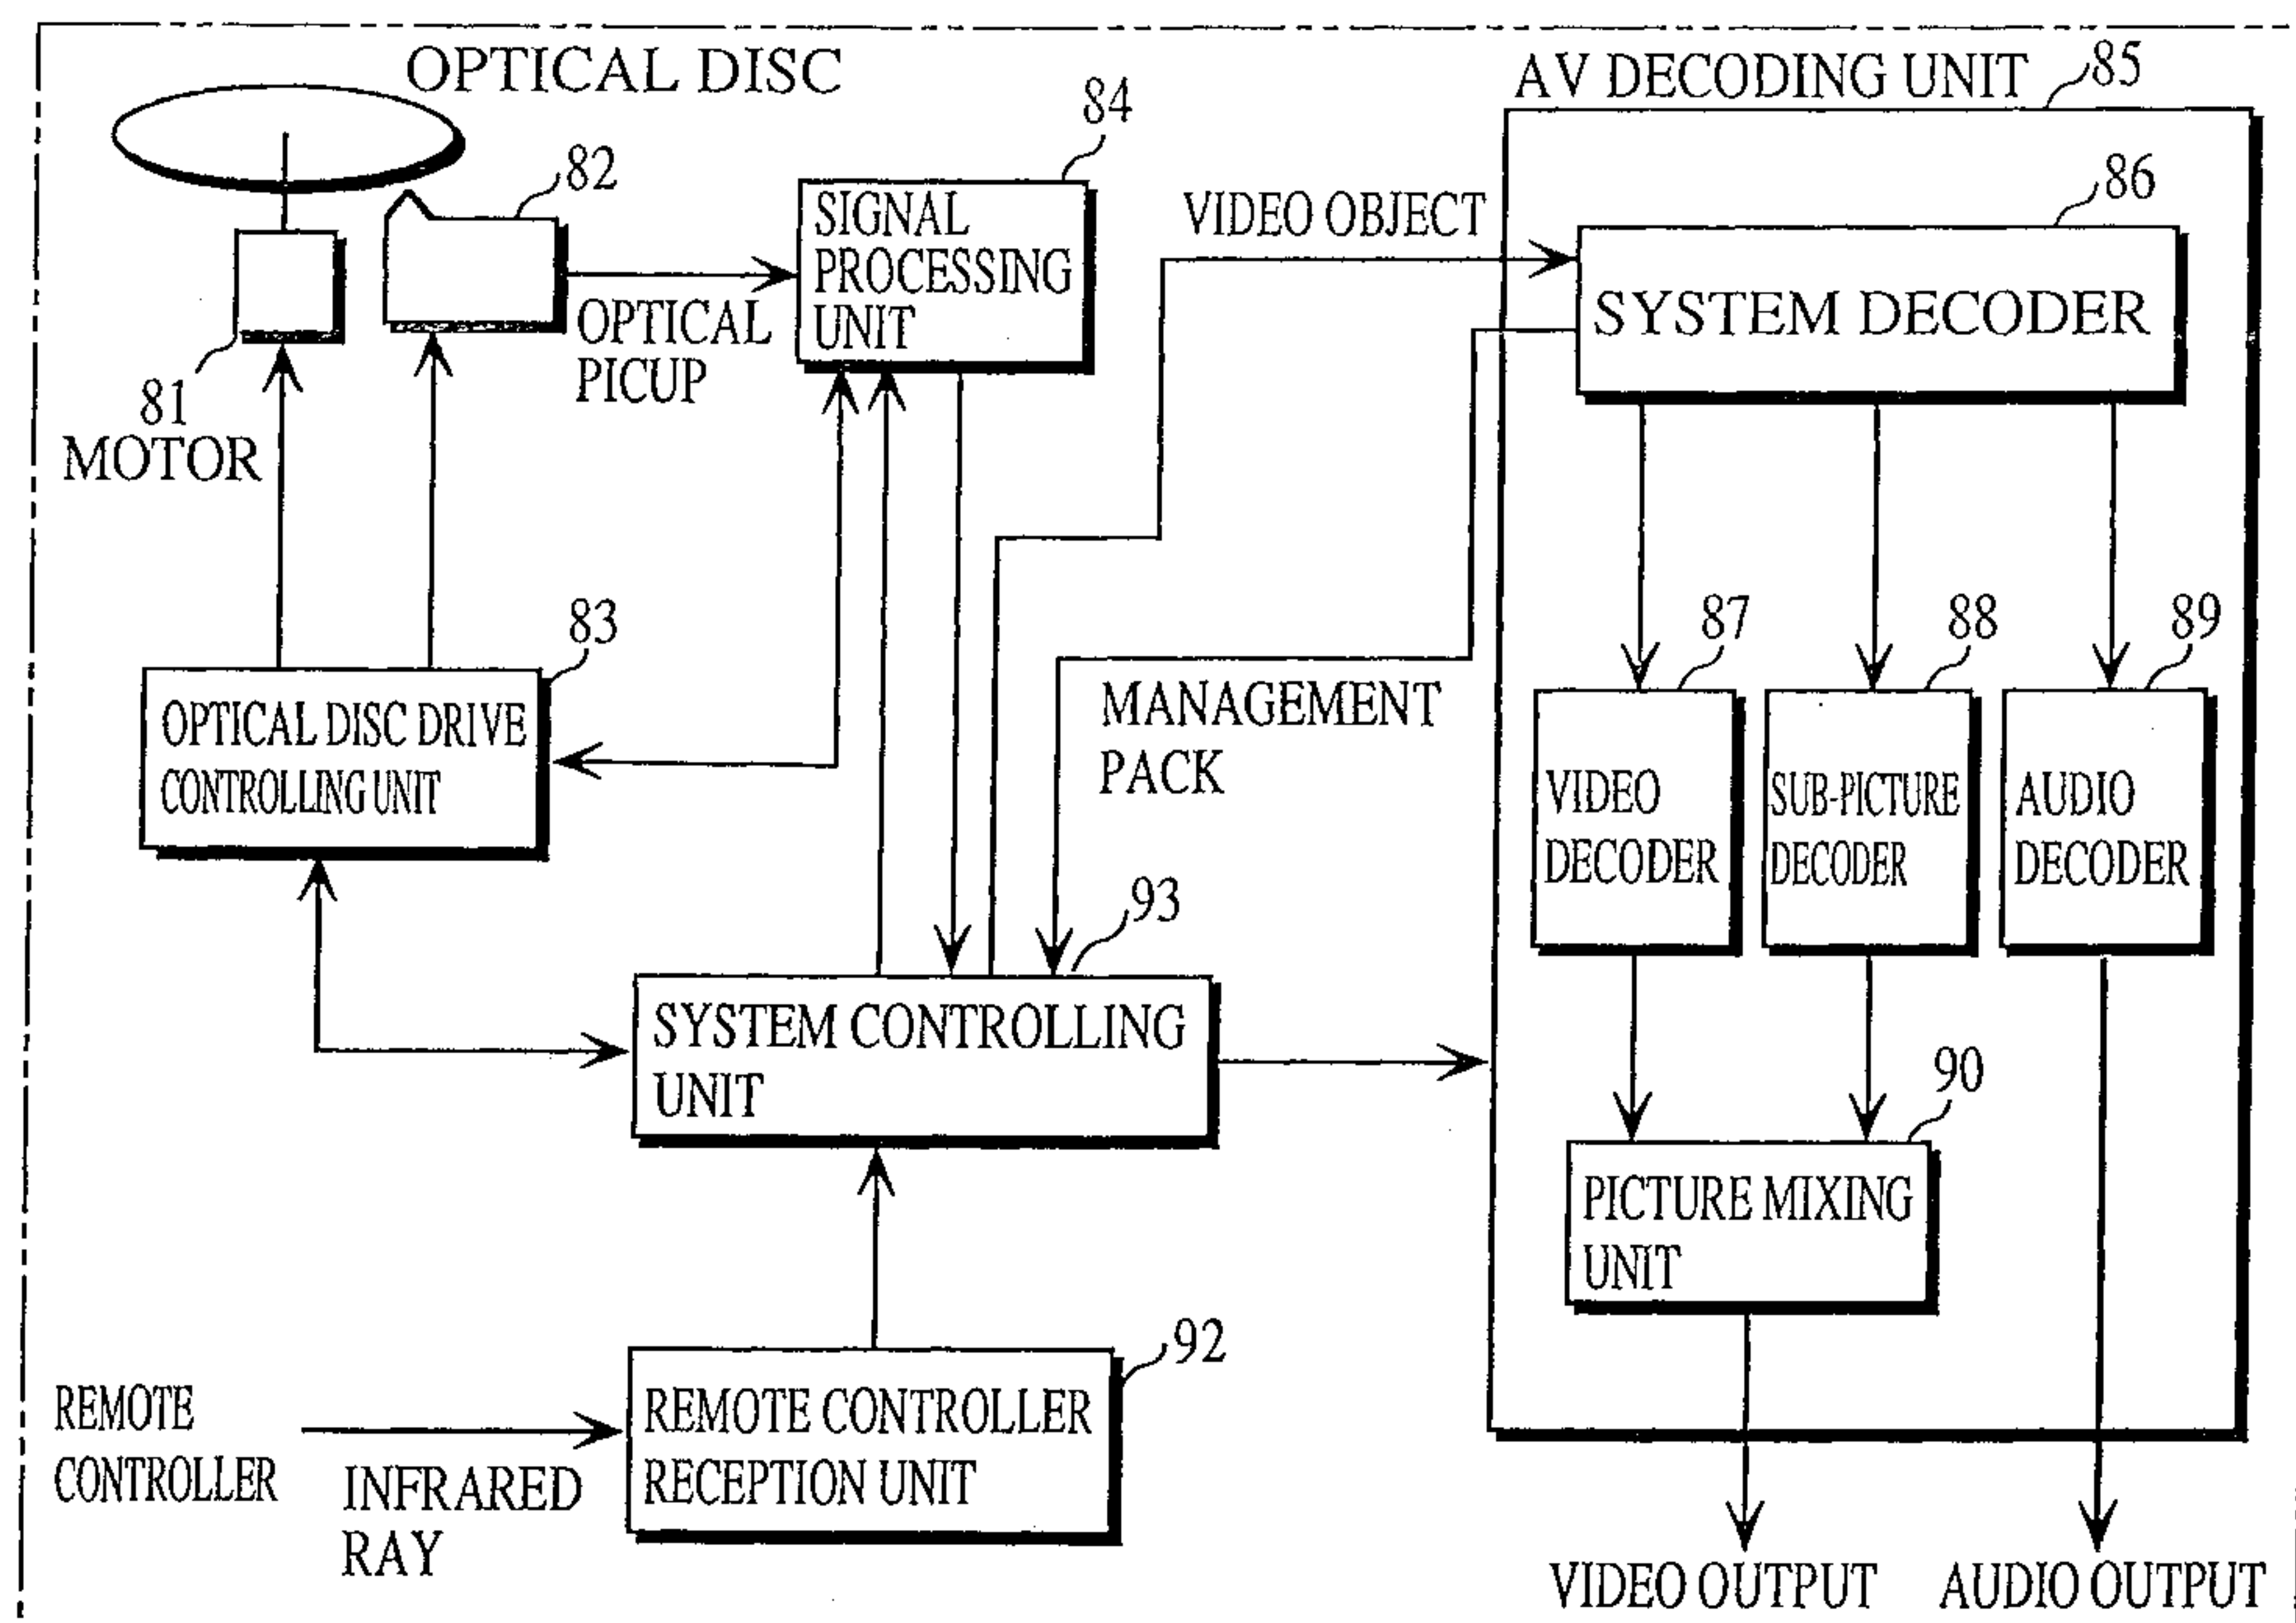 OPTICAL DISC
84
AV DECODING UNIT
85
82
SIGNAL
PROCESSING
UNIT
VIDEO OBJECT
86
SYSTEM DECODER
OPTICAL
PICUP
81
MOTOR
83
87
88
89
OPTICAL DISC DRIVE
CONTROLLING UNIT
MANAGEMENT
PACK
VIDEO
DECODER
SUB-PICTURE
DECODER
AUDIO
DECODER
93
SYSTEM CONTROLLING
UNIT
90
PICTURE MIXING
UNIT
92
REMOTE
CONTROLLER
INFRARED
RAY
REMOTE CONTROLLER
RECEPTION UNIT
VIDEO OUTPUT
AUDIO OUTPUT